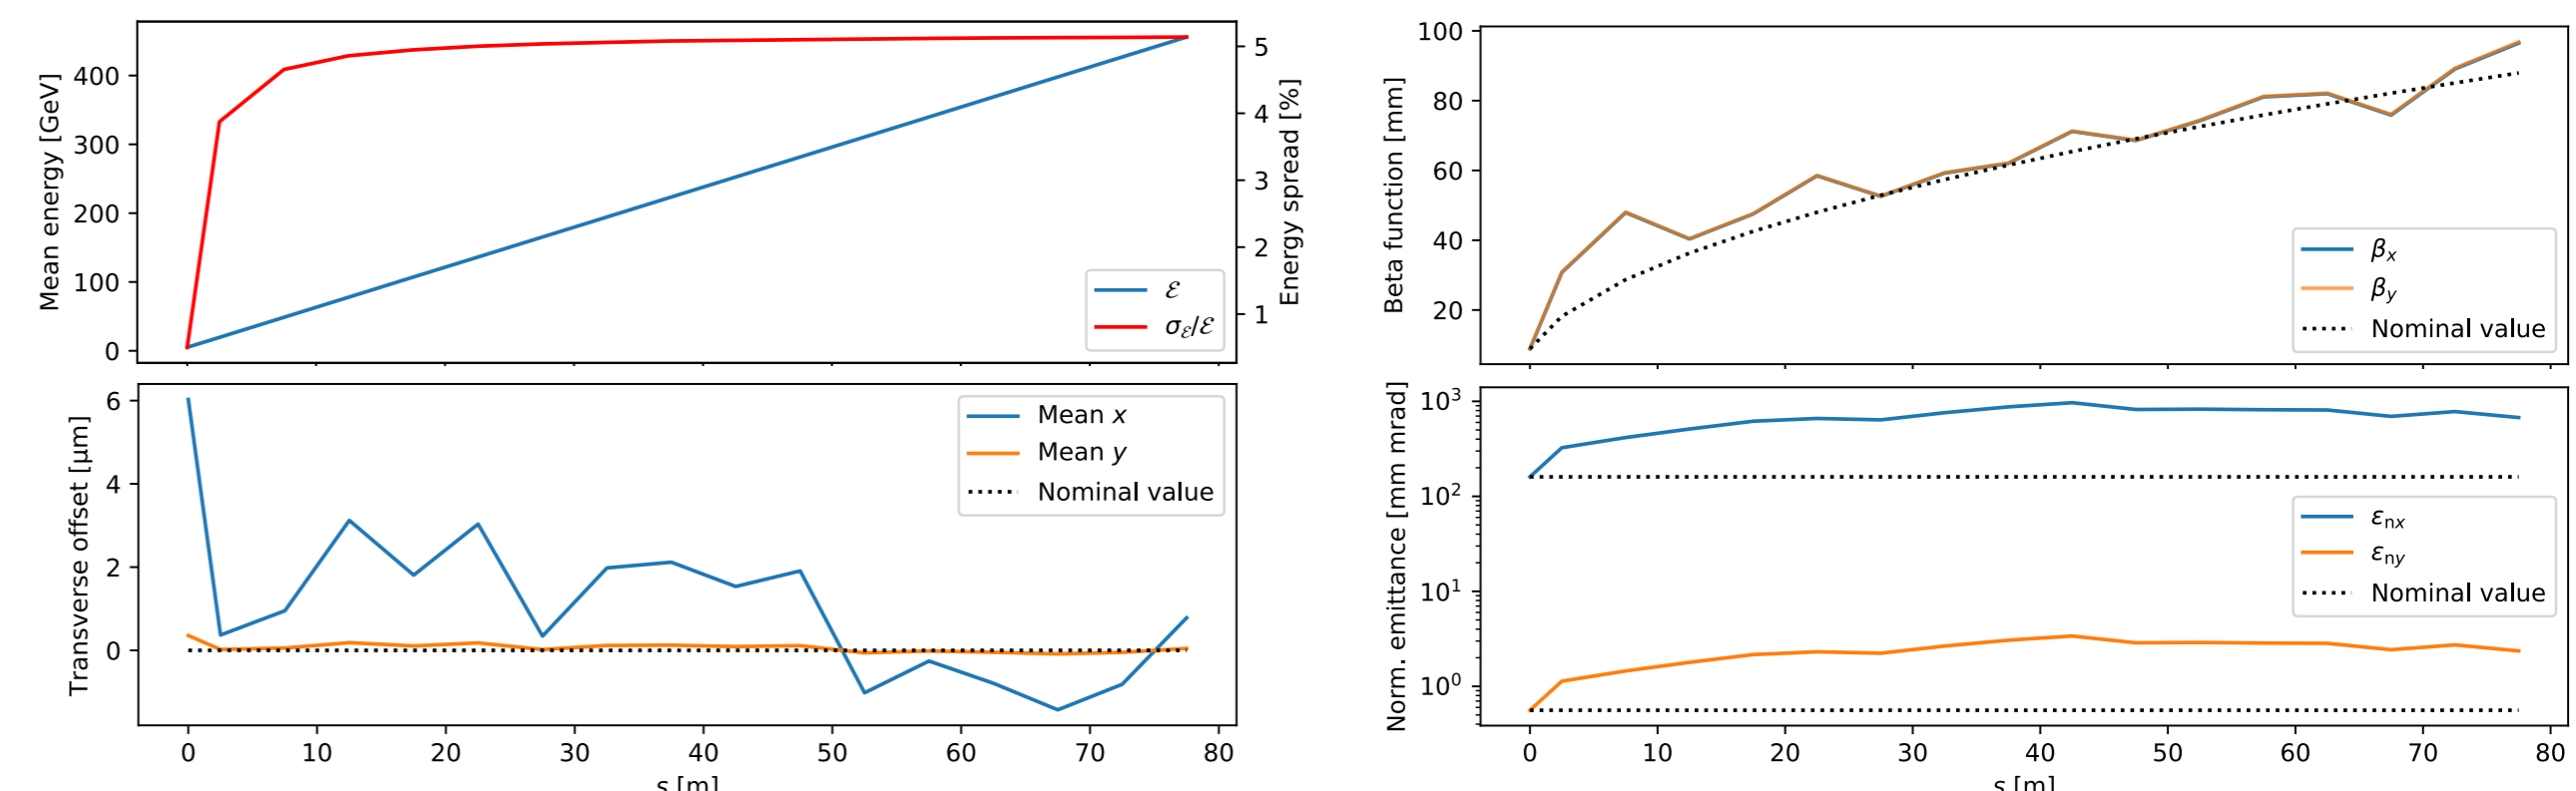 Mean energy [GeV]
400
300
200
100
0
5
4
3
2
1
Energy spread [%]
ℰ
σℰ/ℰ
Beta function [mm]
100
80
60
40
20
βx
βy
Nominal value
Transverse offset [μm]
6
4
2
0
Mean x
Mean y
Nominal value
0 10 20 30 40 50 60 70 80
s [m]
Norm. emittance [mm mrad]
10³
10²
10¹
10⁰
εnx
εny
Nominal value
0 10 20 30 40 50 60 70 80
s [m]